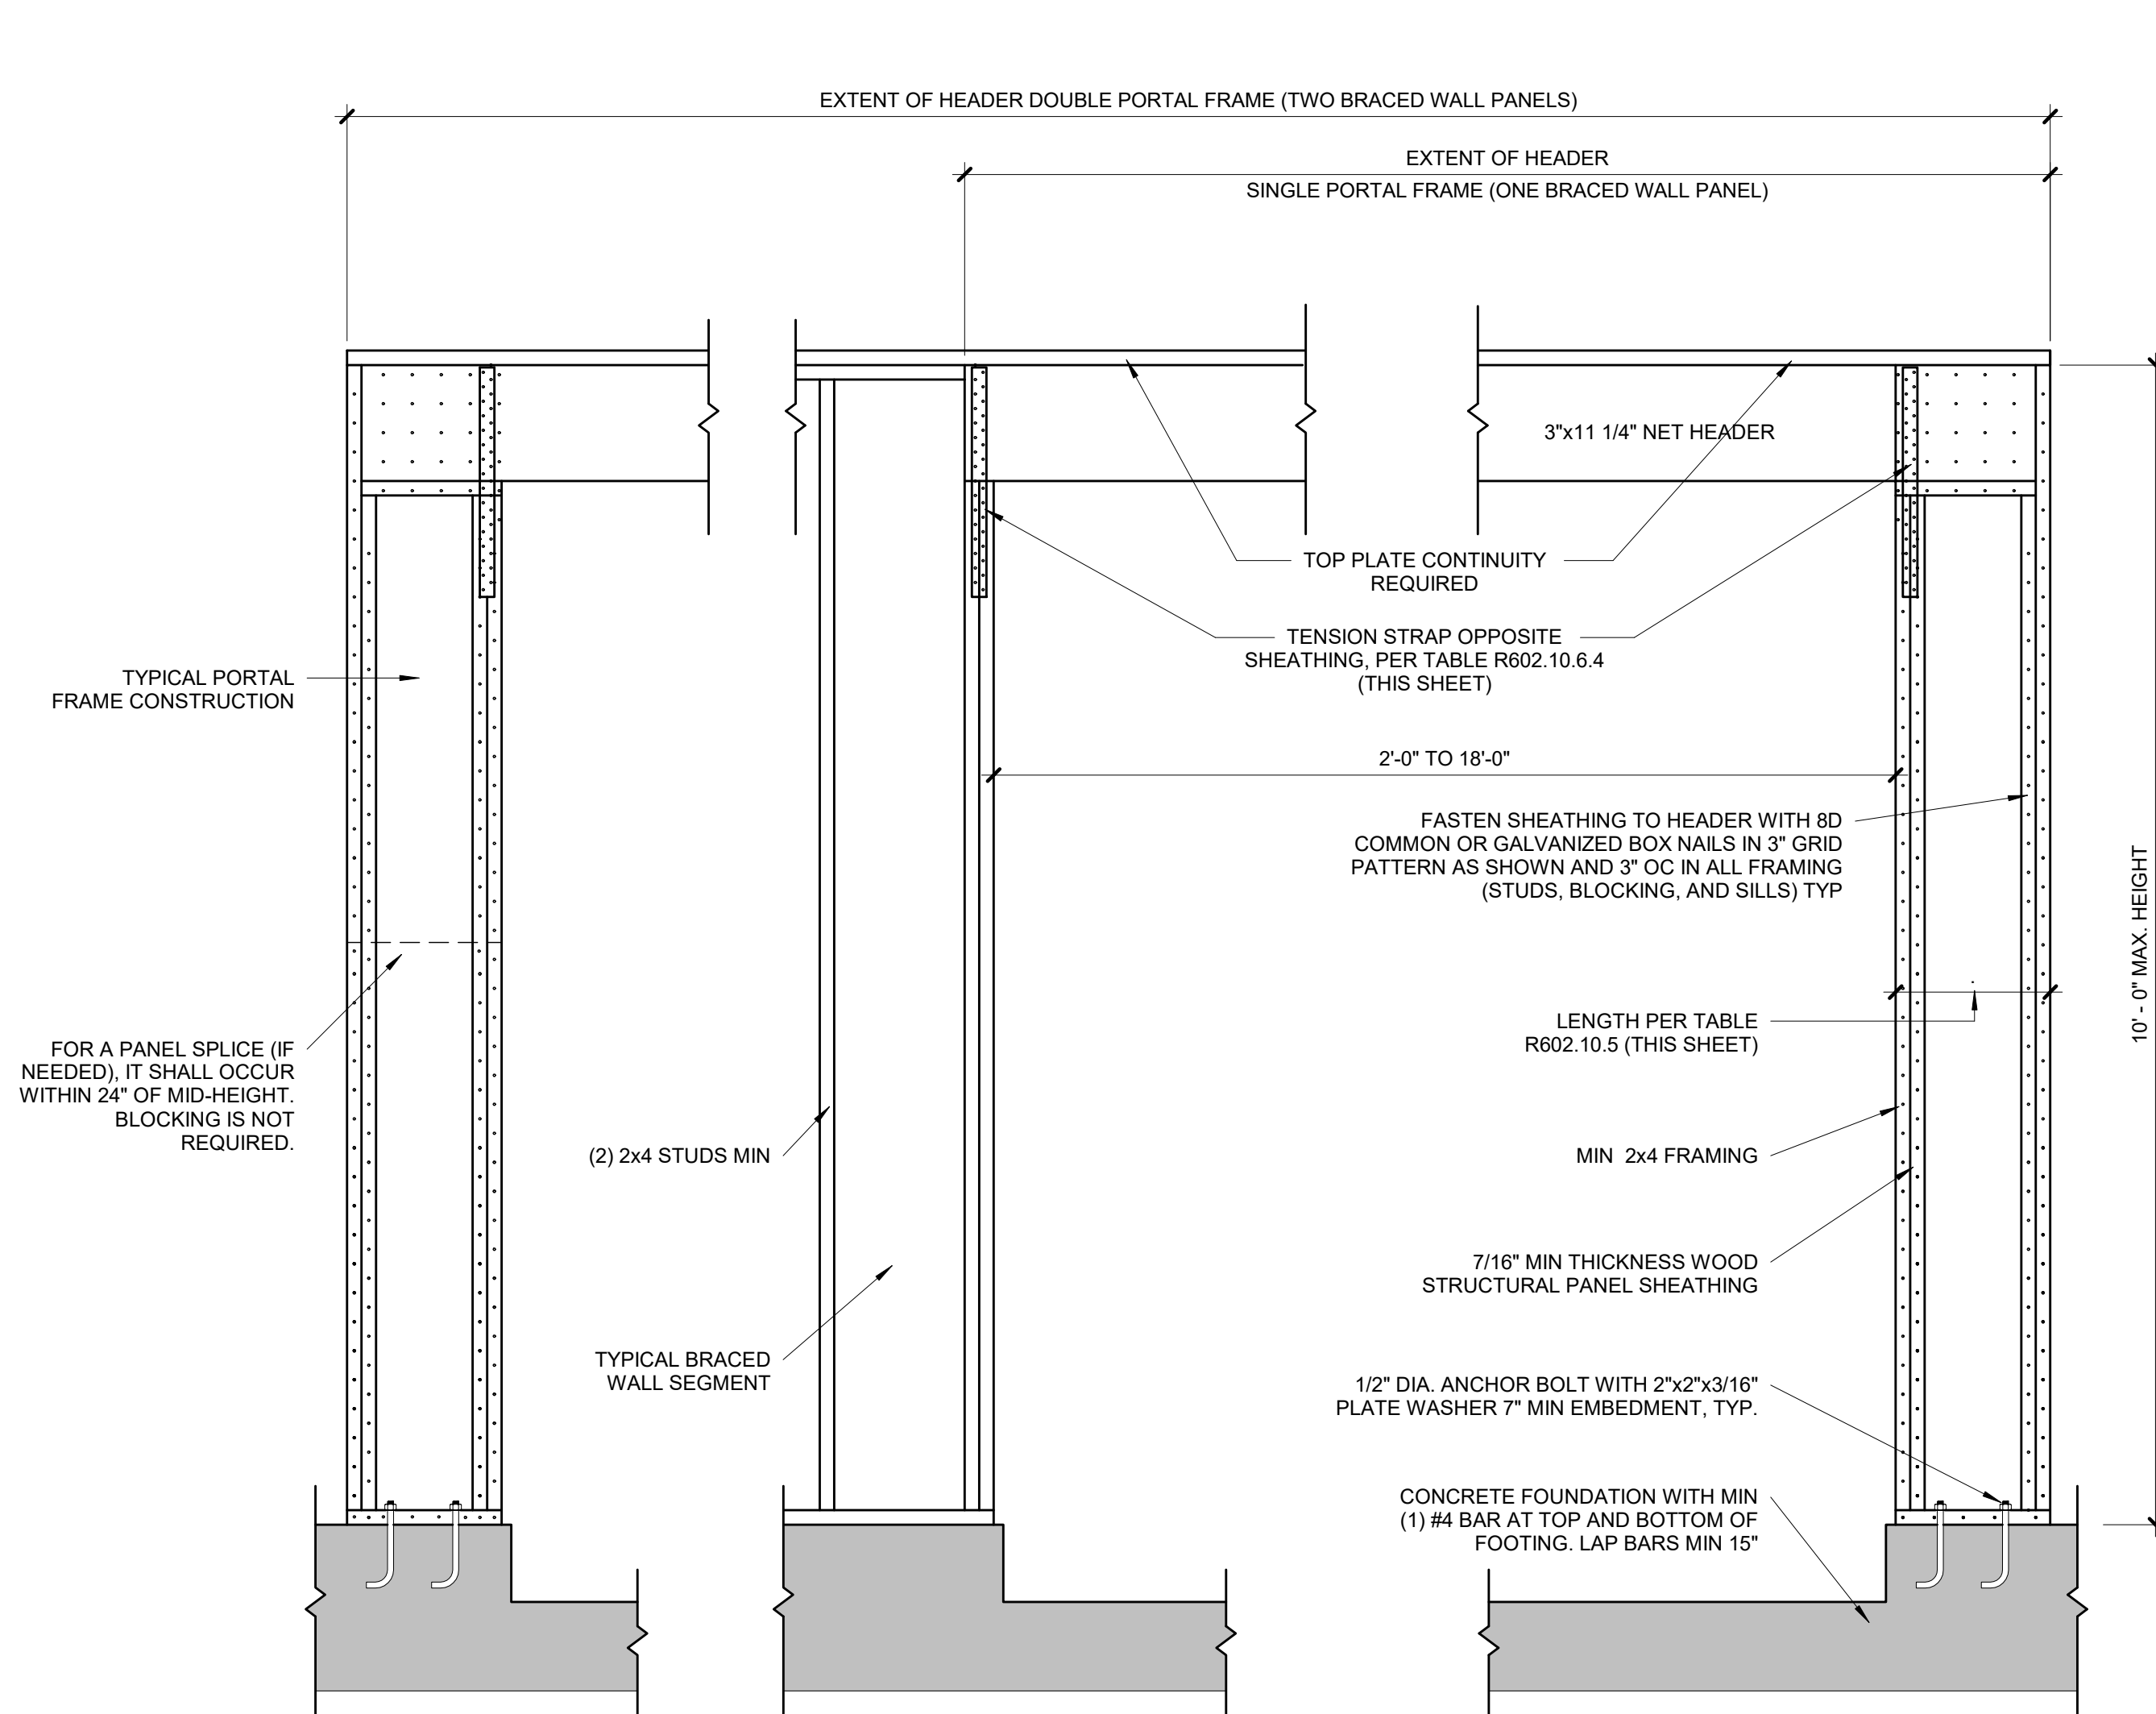 EXTENT OF HEADER DOUBLE PORTAL FRAME (TWO BRACED WALL PANELS)
EXTENT OF HEADER
SINGLE PORTAL FRAME (ONE BRACED WALL PANEL)
3"x11 1/4" NET HEADER
TOP PLATE CONTINUITY
REQUIRED
TENSION STRAP OPPOSITE
SHEATHING, PER TABLE R602.10.6.4
(THIS SHEET)
TYPICAL PORTAL
FRAME CONSTRUCTION
2'-0" TO 18'-0"
FASTEN SHEATHING TO HEADER WITH 8D
COMMON OR GALVANIZED BOX NAILS IN 3" GRID
PATTERN AS SHOWN AND 3" OC IN ALL FRAMING
(STUDS, BLOCKING, AND SILLS) TYP
10' - 0" MAX. HEIGHT
LENGTH PER TABLE
R602.10.5 (THIS SHEET)
FOR A PANEL SPLICE (IF
NEEDED), IT SHALL OCCUR
WITHIN 24" OF MID-HEIGHT.
BLOCKING IS NOT
REQUIRED.
(2) 2x4 STUDS MIN
MIN  2x4 FRAMING
7/16" MIN THICKNESS WOOD
STRUCTURAL PANEL SHEATHING
TYPICAL BRACED
WALL SEGMENT
1/2" DIA. ANCHOR BOLT WITH 2"x2"x3/16"
PLATE WASHER 7" MIN EMBEDMENT, TYP.
CONCRETE FOUNDATION WITH MIN
(1) #4 BAR AT TOP AND BOTTOM OF
FOOTING. LAP BARS MIN 15"